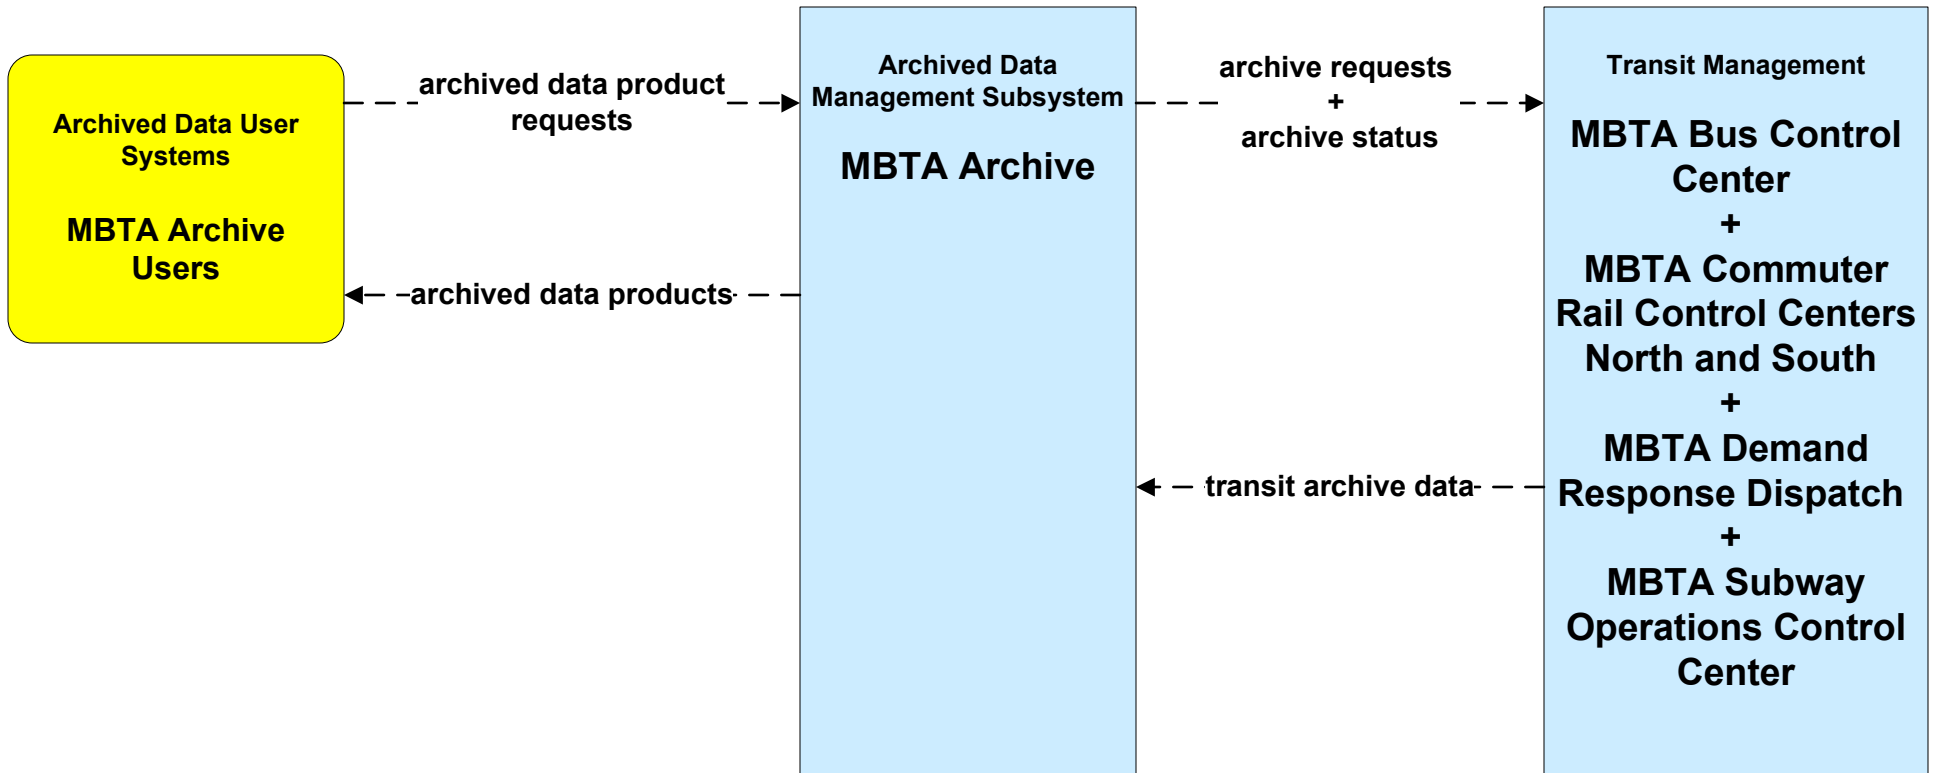 Archived Data User
Systems
MBTA Archive
Users
archived data product
requests
archived data products
Archived Data
Management Subsystem
MBTA Archive
archive requests
+
archive status
transit archive data
Transit Management
MBTA Bus Control
Center
+
MBTA Commuter
Rail Control Centers
North and South
+
MBTA Demand
Response Dispatch
+
MBTA Subway
Operations Control
Center